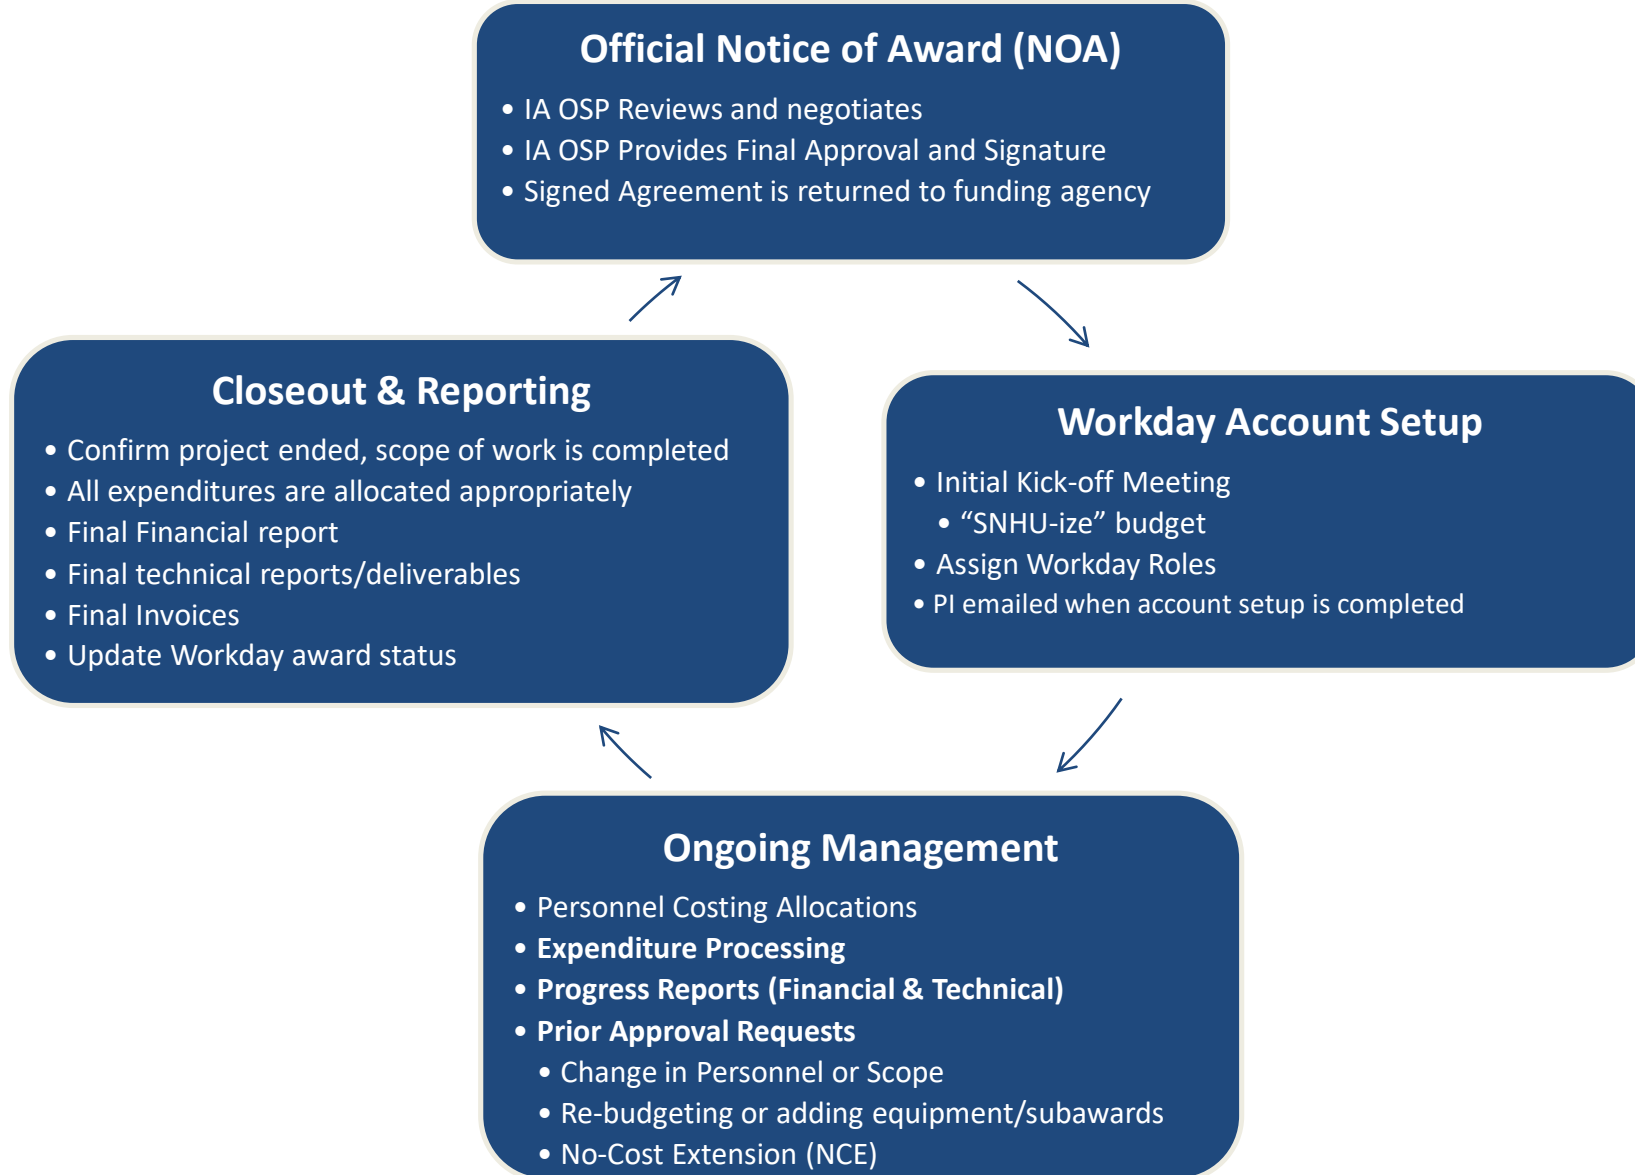 Official Notice of Award (NOA)
• IA OSP Reviews and negotiates
• IA OSP Provides Final Approval and Signature
• Signed Agreement is returned to funding agency
Workday Account Setup
• Initial Kick-off Meeting
• “SNHU-ize” budget
• Assign Workday Roles
• PI emailed when account setup is completed
Ongoing Management
• Personnel Costing Allocations
• Expenditure Processing
• Progress Reports (Financial & Technical)
• Prior Approval Requests
• Change in Personnel or Scope
• Re-budgeting or adding equipment/subawards
• No-Cost Extension (NCE)
Closeout & Reporting
• Confirm project ended, scope of work is completed
• All expenditures are allocated appropriately
• Final Financial report
• Final technical reports/deliverables
• Final Invoices
• Update Workday award status